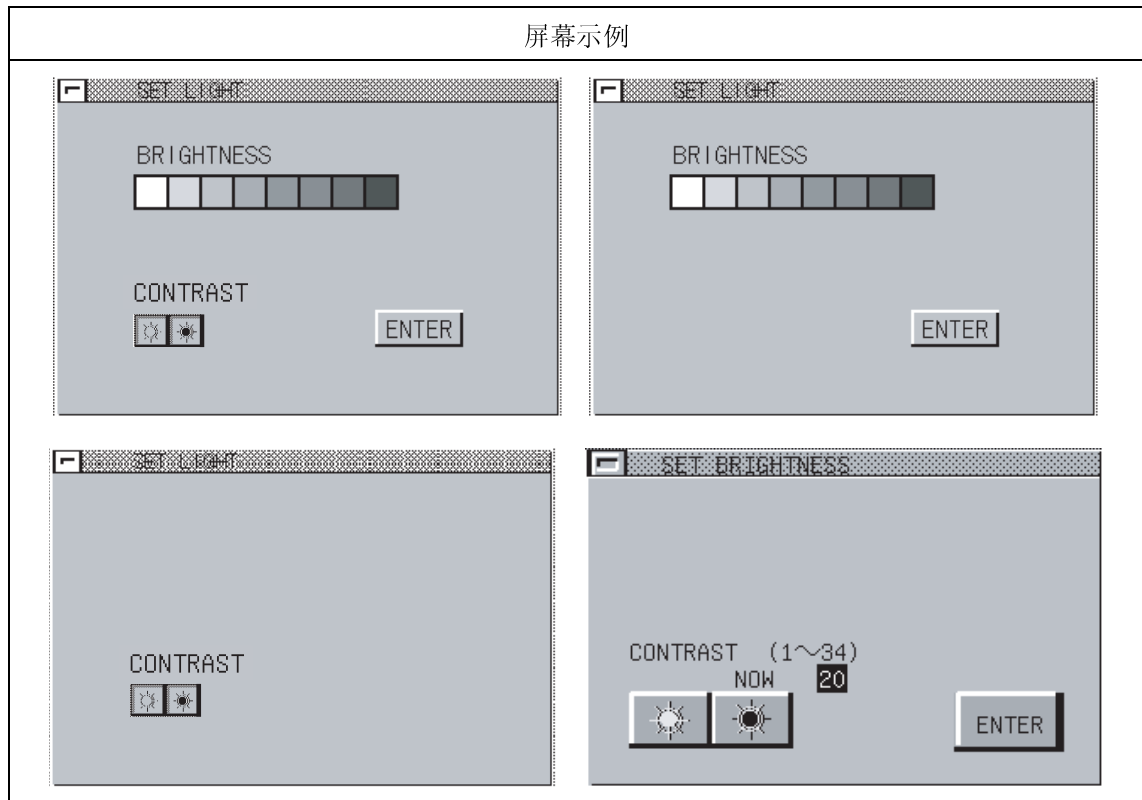 屏幕示例
SET LIGHT
BRIGHTNESS
CONTRAST
ENTER
SET LIGHT
BRIGHTNESS
ENTER
SET LIGHT
CONTRAST
SET BRIGHTNESS
CONTRAST (1～34)
NOW 20
ENTER